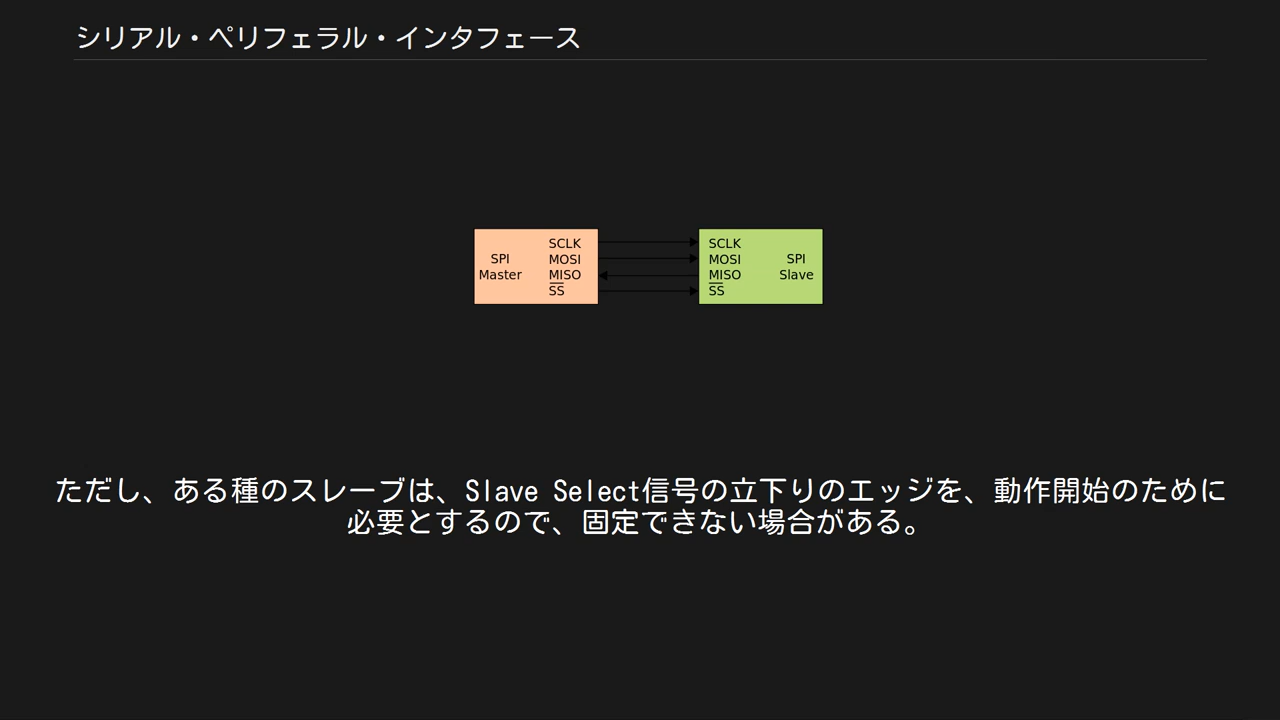 シリアル・ペリフェラル・インタフェース
SPI
Master
SCLK
MOSI
MISO
SS
SCLK
MOSI
MISO
SS
SPI
Slave
ただし、ある種のスレーブは、Slave Select信号の立下りのエッジを、動作開始のために
必要とするので、固定できない場合がある。